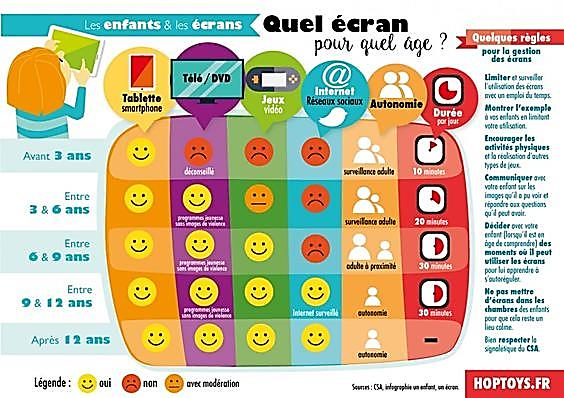 Les enfants & les écrans
Quel écran
pour quel âge ?
Quelques règles
pour la gestion
des écrans
Tablette
smartphone
Télé / DVD
Jeux
vidéo
@
Internet
Réseaux sociaux
Autonomie
Durée
par jour
Avant 3 ans
déconseillé
surveillance adulte
10 minutes
Entre
3 & 6 ans
programmes jeunesse
sans images de violence
surveillance adulte
20 minutes
Entre
6 & 9 ans
programmes jeunesse
sans images de violence
adulte à proximité
30 minutes
Entre
9 & 12 ans
programmes jeunesse
sans images de violence
Internet surveillé
autonomie
30 minutes
Après 12 ans
autonomie
-
Limiter et surveiller
l'utilisation des écrans
avec un emploi du temps.
Montrer l'exemple
à vos enfants en limitant
votre utilisation.
Encourager les
activités physiques
et la réalisation d'autres
types de jeux.
Communiquer avec
votre enfant sur les
images qu'il a pu voir et
répondre aux questions
qu'il peut avoir.
Décider avec votre
enfant (lorsqu'il est en
âge de comprendre) des
moments où il peut
utiliser les écrans
pour lui apprendre à
s'autoréguler.
Ne pas mettre
d'écrans dans les
chambres des enfants
pour que cela reste un
lieu calme.
Bien respecter la
signalétique du CSA.
Légende : oui non = avec modération
Sources : CSA, infographie un enfant, un écran.
HOPTOYS.FR